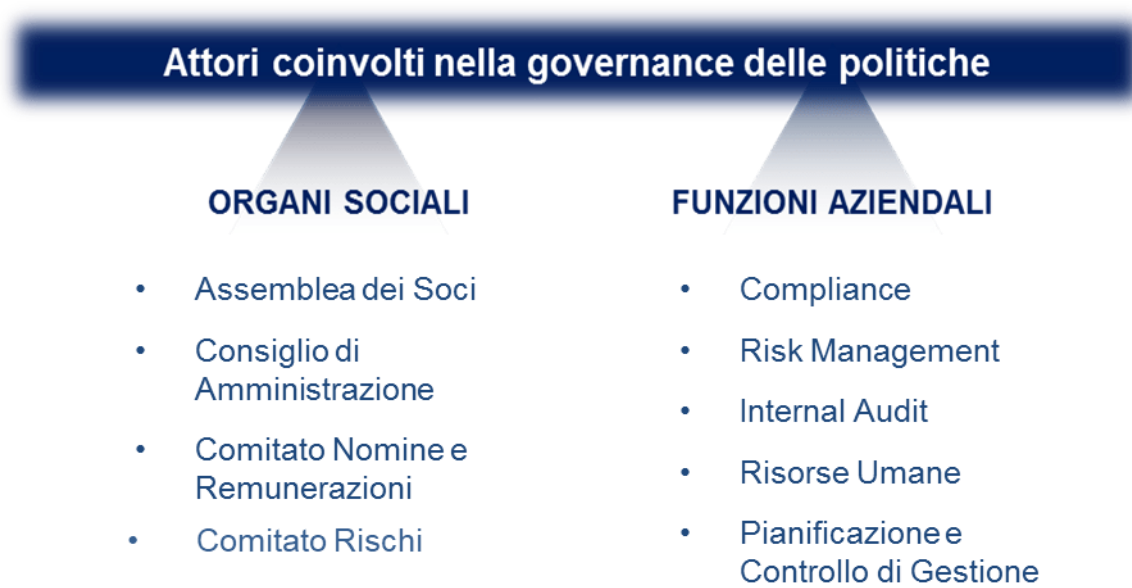 Attori coinvolti nella governance delle politiche
ORGANI SOCIALI
• Assemblea dei Soci
• Consiglio di
Amministrazione
• Comitato Nomine e
Remunerazioni
• Comitato Rischi
FUNZIONI AZIENDALI
• Compliance
• Risk Management
• Internal Audit
• Risorse Umane
• Pianificazione e
Controllo di Gestione